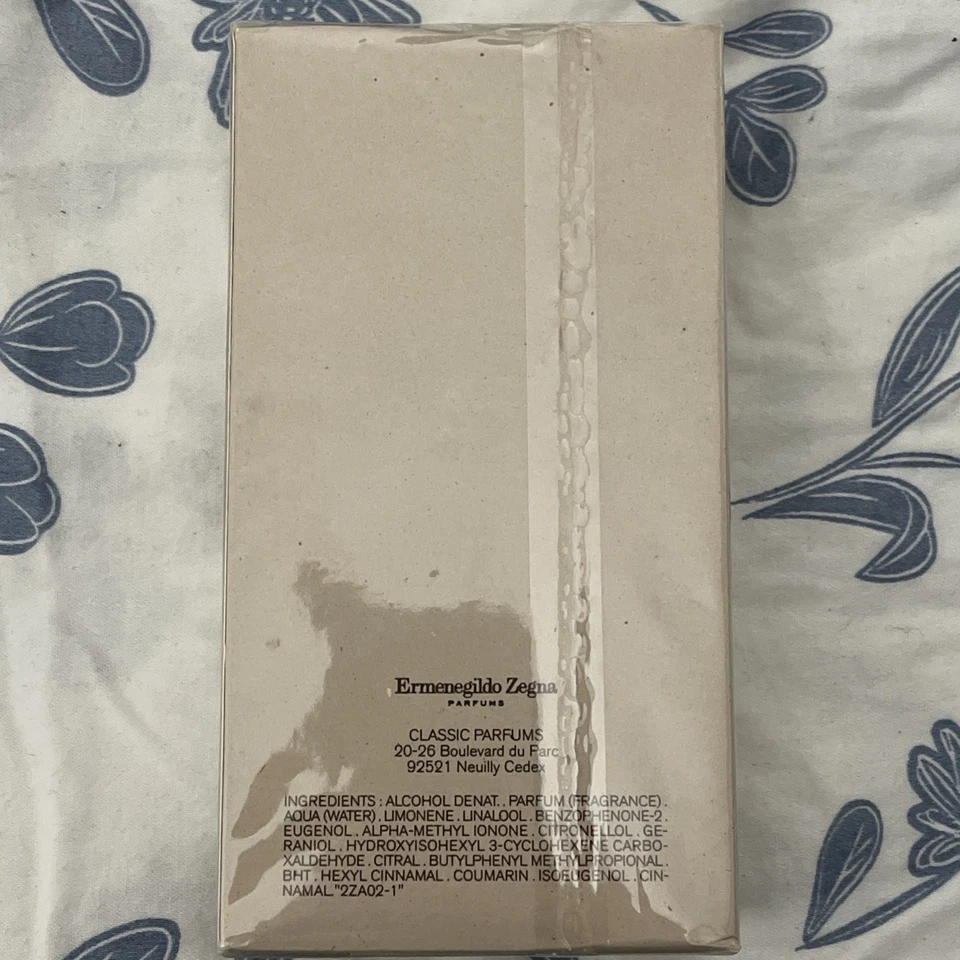 Ermenegildo Zegna
PARFUMS
CLASSIC PARFUMS
20-26 Boulevard du Parc
92521 Neuilly Cedex
INGREDIENTS : ALCOHOL DENAT. . PARFUM (FRAGRANCE) .
AQUA (WATER) . LIMONENE . LINALOOL . BENZOPHENONE-2 .
EUGENOL . ALPHA-METHYL IONONE . CITRONELLOL . GE-
RANIOL . HYDROXYISOHEXYL 3-CYCLOHEXENE CARBO-
XALDEHYDE . CITRAL . BUTYLPHENYL METHYLPROPIONAL .
BHT . HEXYL CINNAMAL . COUMARIN . ISOEUGENOL . CIN-
NAMAL."2ZA02-1"